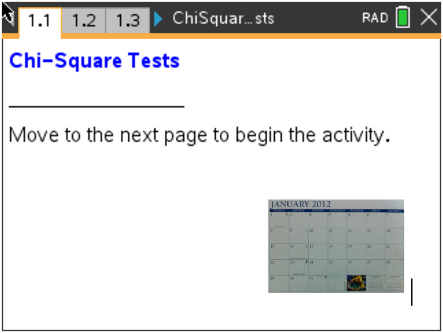 1.1 1.2 1.3 ChiSquar...sts RAD
Chi-Square Tests
Move to the next page to begin the activity.
JANUARY 2012